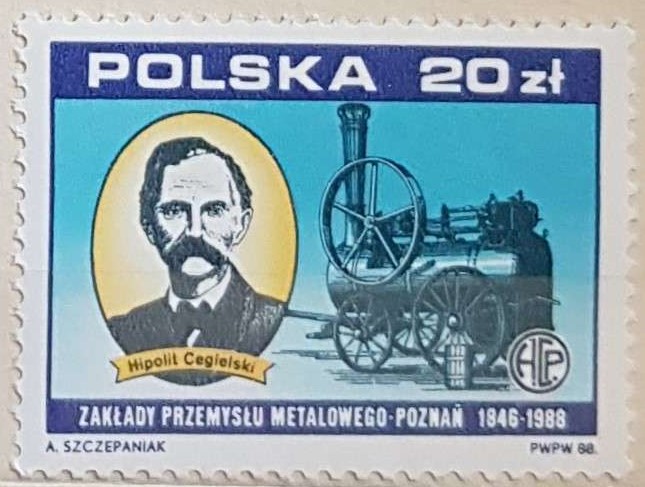 POLSKA 20 zł
Hipolit Cegielski
HCP
ZAKŁADY PRZEMYSŁU METALOWEGO-POZNAŃ 1846-1988
A. SZCZEPANIAK PWPW 88.